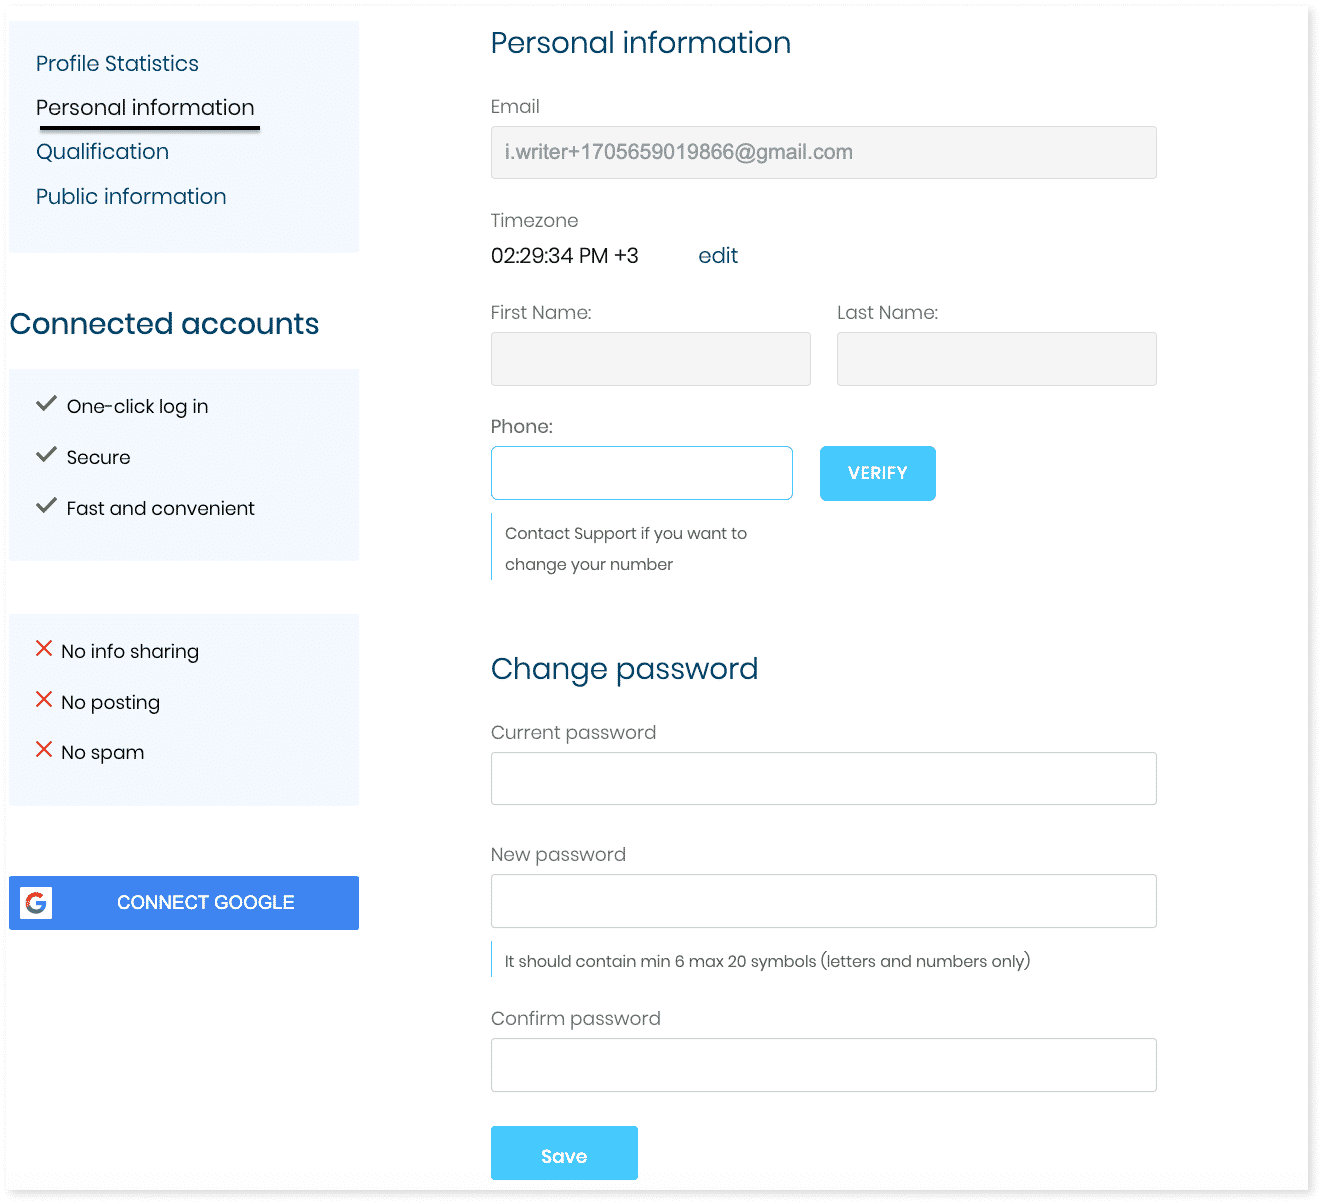 Profile Statistics
Personal information
Qualification
Public information
Connected accounts
One-click log in
Secure
Fast and convenient
No info sharing
No posting
No spam
G
CONNECT GOOGLE
Personal information
Email
i.writer+1705659019866@gmail.com
Timezone
02:29:34 PM +3 edit
First Name: Last Name:
Phone:
VERIFY
Contact Support if you want to
change your number
Change password
Current password
New password
It should contain min 6 max 20 symbols (letters and numbers only)
Confirm password
Save